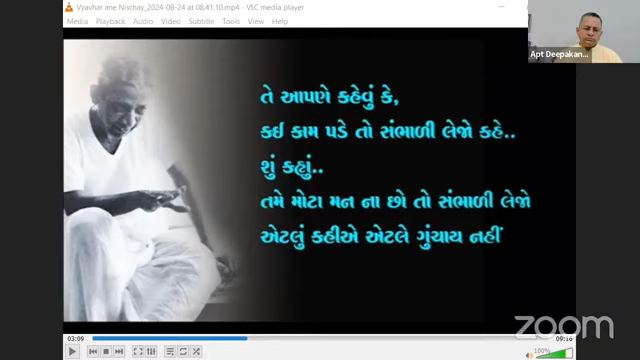 Vyavhar ane Nischay_2024-08-24 at 08.41.10.mp4 - VLC media player
Media Playback Audio Video Subtitle Tools View Help
Apt Deepakan...
તે આપણે કહેવું કે,
કઈ કામ પડે તો સંભાળી લેજો કહે..
શું કહ્યું..
તમે મોટા મન ના છો તો સંભાળી લેજો
એટલું કહીએ એટલે ગુંચાય નહીં
03:09
09:16
100%
zoom